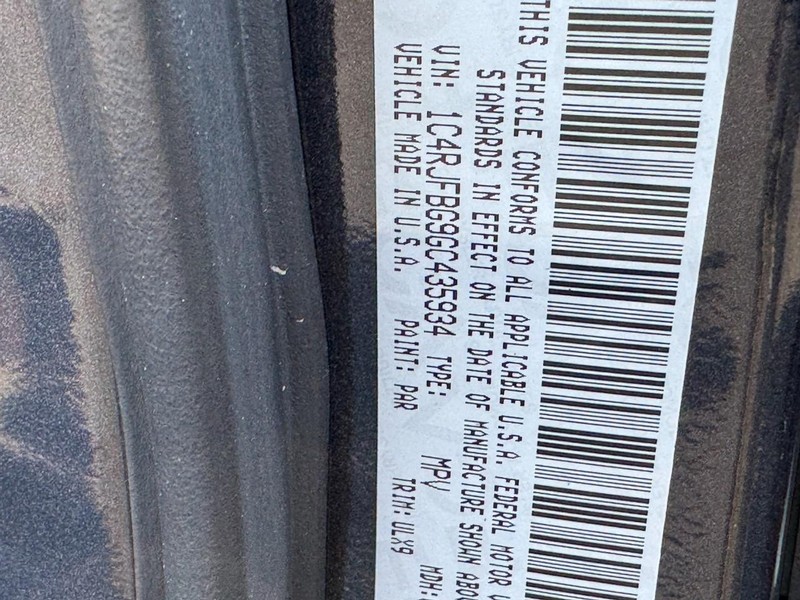 THIS VEHICLE CONFORMS TO ALL APPLICABLE U.S.A. FEDERAL MOTOR
STANDARDS IN EFFECT ON THE DATE OF MANUFACTURE SHOWN ABO
VIN: 1C4RJFBG9GC435934 TYPE: MPV
VEHICLE MADE IN U.S.A. PAINT: PAR TRIM: ULX9 MDH: